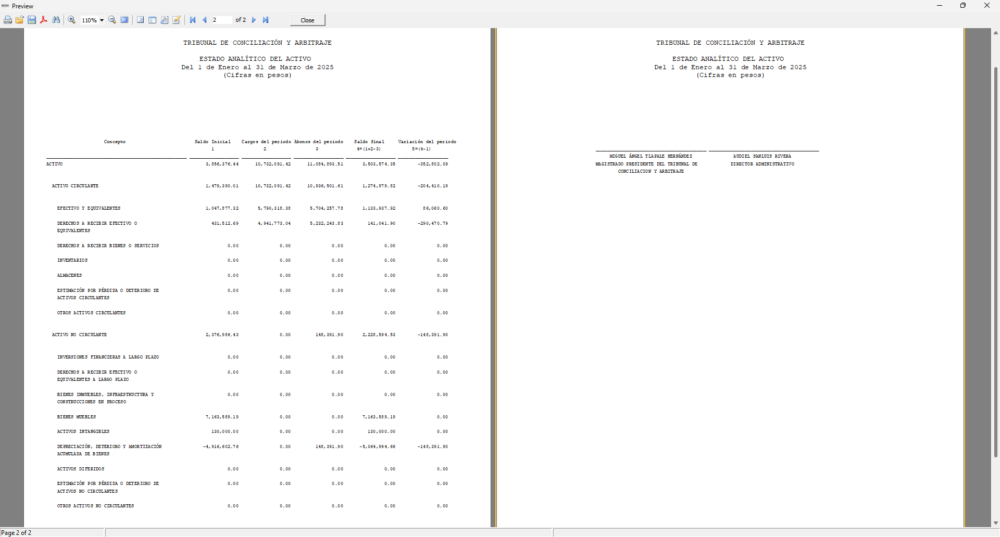 Preview
110%
2 of 2
Close
TRIBUNAL DE CONCILIACIÓN Y ARBITRAJE
ESTADO ANALÍTICO DEL ACTIVO
Del 1 de Enero al 31 de Marzo de 2025
(Cifras en pesos)
Concepto Saldo Inicial Cargos del periodo Abonos del periodo Saldo final Variación del periodo
1 2 3 4=(1+2-3) 5=(4-1)
ACTIVO 3,856,376.44 10,732,091.42 11,084,893.51 3,503,574.35 -352,802.09
ACTIVO CIRCULANTE 1,479,390.01 10,732,091.42 10,936,501.61 1,274,979.82 -204,410.19
EFECTIVO Y EQUIVALENTES 1,047,877.32 5,790,318.38 5,704,257.78 1,133,937.92 86,060.60
DERECHOS A RECIBIR EFECTIVO O 431,512.69 4,941,773.04 5,232,243.83 141,041.90 -290,470.79
EQUIVALENTES
DERECHOS A RECIBIR BIENES O SERVICIOS 0.00 0.00 0.00 0.00 0.00
INVENTARIOS 0.00 0.00 0.00 0.00 0.00
ALMACENES 0.00 0.00 0.00 0.00 0.00
ESTIMACIÓN POR PÉRDIDA O DETERIORO DE 0.00 0.00 0.00 0.00 0.00
ACTIVOS CIRCULANTES
OTROS ACTIVOS CIRCULANTES 0.00 0.00 0.00 0.00 0.00
ACTIVO NO CIRCULANTE 2,376,986.43 0.00 148,391.90 2,228,594.53 -148,391.90
INVERSIONES FINANCIERAS A LARGO PLAZO 0.00 0.00 0.00 0.00 0.00
DERECHOS A RECIBIR EFECTIVO O 0.00 0.00 0.00 0.00 0.00
EQUIVALENTES A LARGO PLAZO
BIENES INMUEBLES, INFRAESTRUCTURA Y 0.00 0.00 0.00 0.00 0.00
CONSTRUCCIONES EN PROCESO
BIENES MUEBLES 7,163,589.19 0.00 0.00 7,163,589.19 0.00
ACTIVOS INTANGIBLES 130,000.00 0.00 0.00 130,000.00 0.00
DEPRECIACIÓN, DETERIORO Y AMORTIZACIÓN -4,916,602.76 0.00 148,391.90 -5,064,994.66 -148,391.90
ACUMULADA DE BIENES
ACTIVOS DIFERIDOS 0.00 0.00 0.00 0.00 0.00
ESTIMACIÓN POR PÉRDIDA O DETERIORO DE 0.00 0.00 0.00 0.00 0.00
ACTIVOS NO CIRCULANTES
OTROS ACTIVOS NO CIRCULANTES 0.00 0.00 0.00 0.00 0.00
TRIBUNAL DE CONCILIACIÓN Y ARBITRAJE
ESTADO ANALÍTICO DEL ACTIVO
Del 1 de Enero al 31 de Marzo de 2025
(Cifras en pesos)
MIGUEL ÁNGEL TLAPALE HERNÁNDEZ
MAGISTRADO PRESIDENTE DEL TRIBUNAL DE
CONCILIACION Y ARBITRAJE
AUDIEL SANLUIS RIVERA
DIRECTOR ADMINISTRATIVO
Page 2 of 2